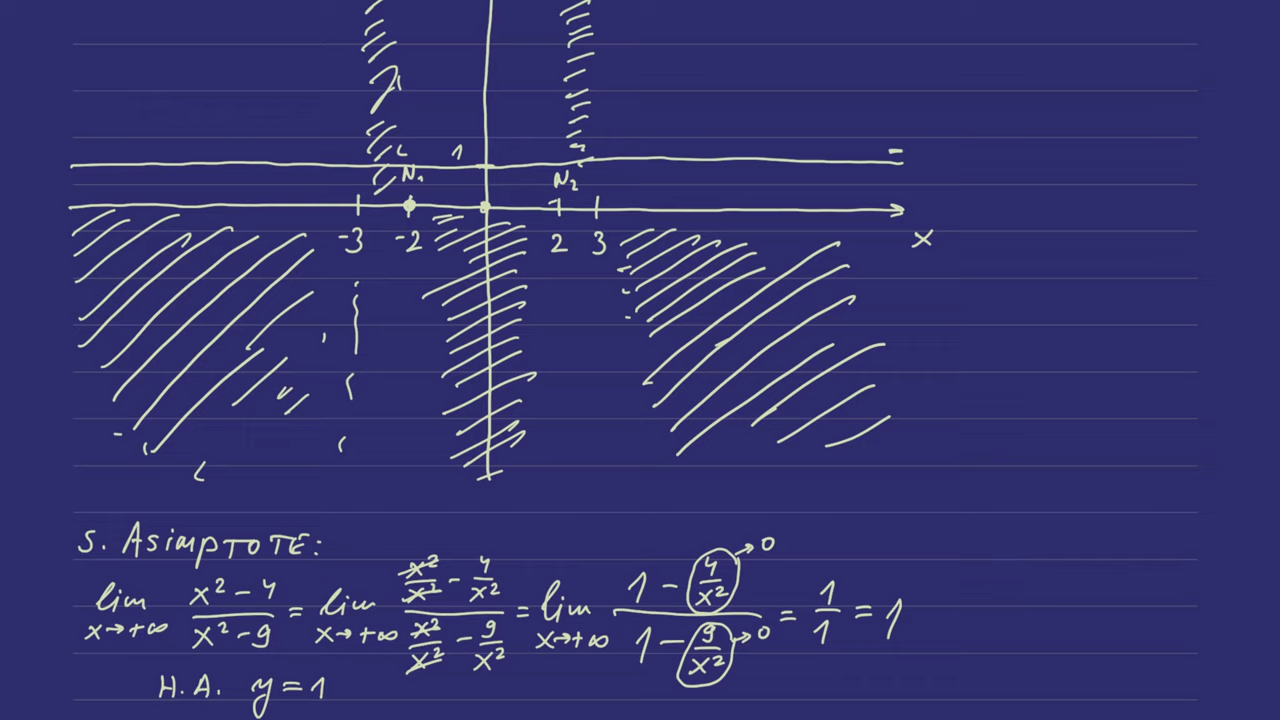 1
N₁ N₂
-3 -2 2 3 x
5. Asimptote:
lim x→+∞ (x² - 4)/(x² - 9) = lim x→+∞ (x²/x² - 4/x²)/(x²/x² - 9/x²) = lim x→+∞ (1 - 4/x² →0)/(1 - 9/x² →0) = 1/1 = 1
H.A. y = 1